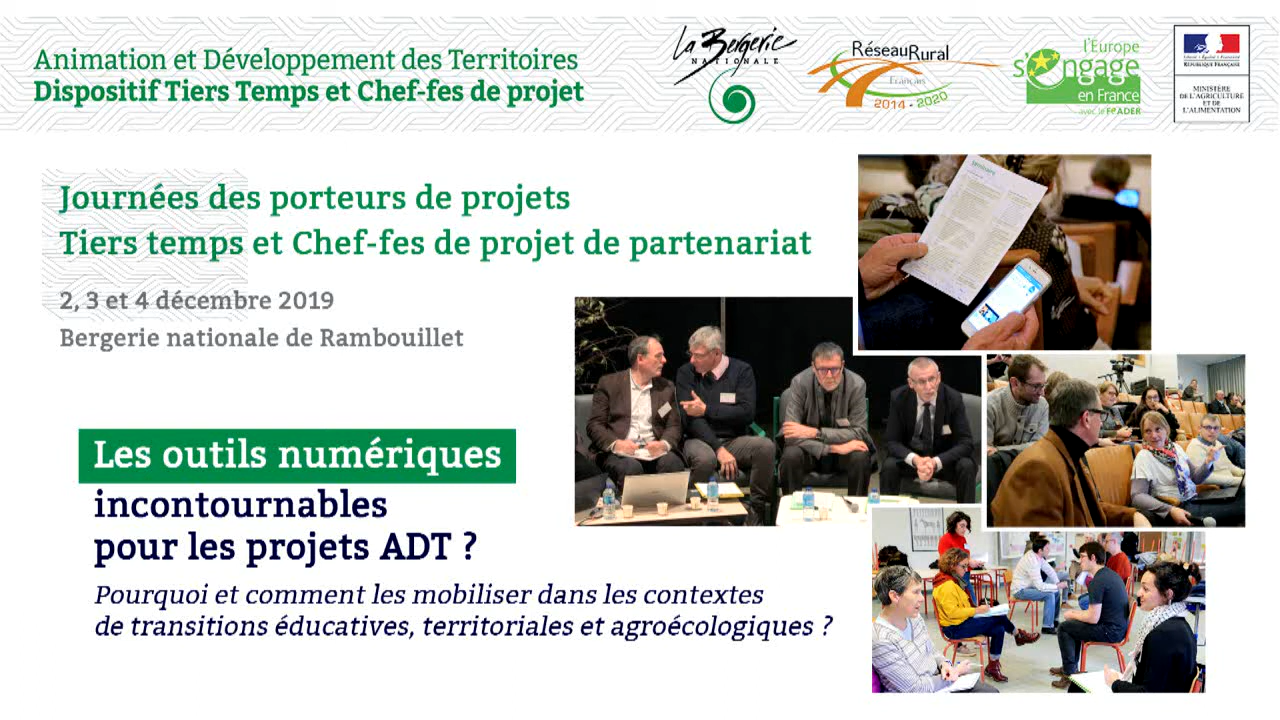 Animation et Développement des Territoires
Dispositif Tiers Temps et Chef-fes de projet
La Bergerie
NATIONALE
RéseauRural
Français
2014 - 2020
l'Europe
s'engage
en France
avec le FEADER
Liberté • Égalité • Fraternité
RÉPUBLIQUE FRANÇAISE
MINISTÈRE
DE L'AGRICULTURE
ET DE
L'ALIMENTATION
Journées des porteurs de projets
Tiers temps et Chef-fes de projet de partenariat
2, 3 et 4 décembre 2019
Bergerie nationale de Rambouillet
Les outils numériques
incontournables
pour les projets ADT ?
Pourquoi et comment les mobiliser dans les contextes
de transitions éducatives, territoriales et agroécologiques ?